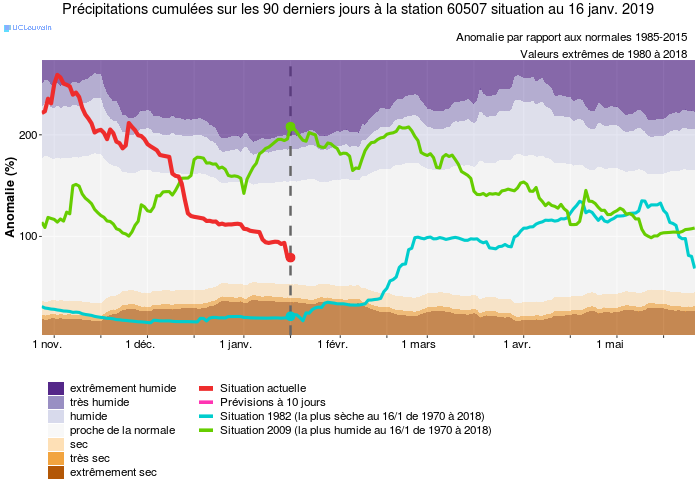 Précipitations cumulées sur les 90 derniers jours à la station 60507 situation au 16 janv. 2019
UCLouvain
Anomalie par rapport aux normales 1985-2015
Valeurs extrêmes de 1980 à 2018
Anomalie (%)
200
100
1 nov.
1 déc.
1 janv.
1 févr.
1 mars
1 avr.
1 mai
extrêmement humide
très humide
humide
proche de la normale
sec
très sec
extrêmement sec
Situation actuelle
Prévisions à 10 jours
Situation 1982 (la plus sèche au 16/1 de 1970 à 2018)
Situation 2009 (la plus humide au 16/1 de 1970 à 2018)